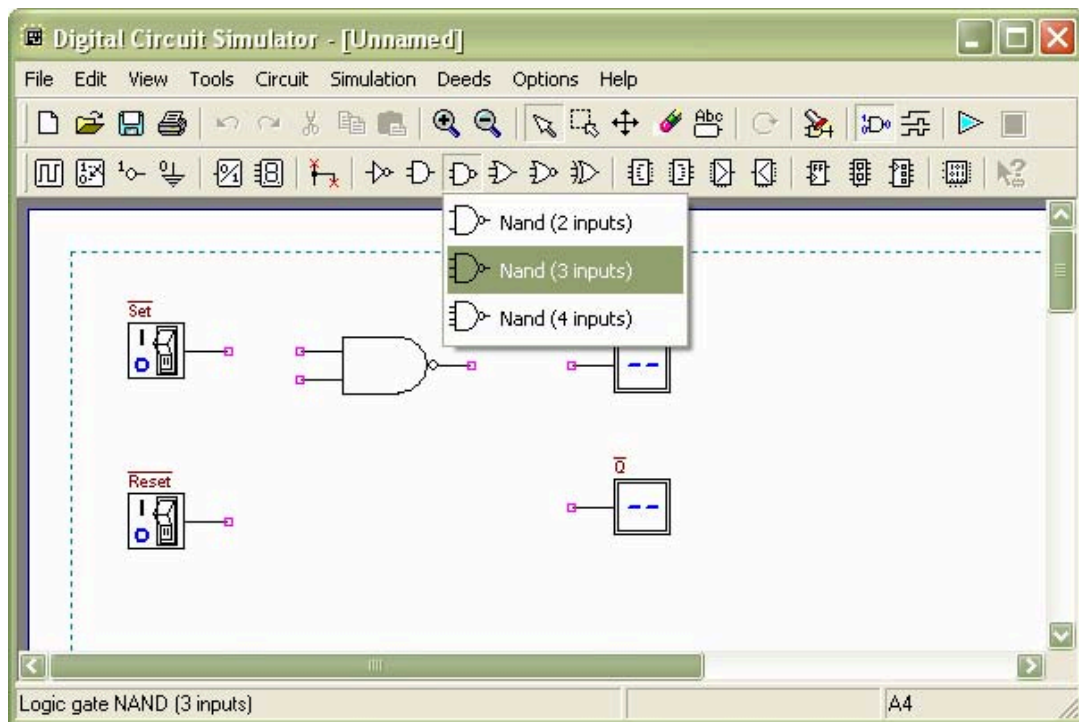 Digital Circuit Simulator - [Unnamed]
File Edit View Tools Circuit Simulation Deeds Options Help
Abc
Nand (2 inputs)
Nand (3 inputs)
Nand (4 inputs)
Set
Reset
Q
Logic gate NAND (3 inputs)
A4